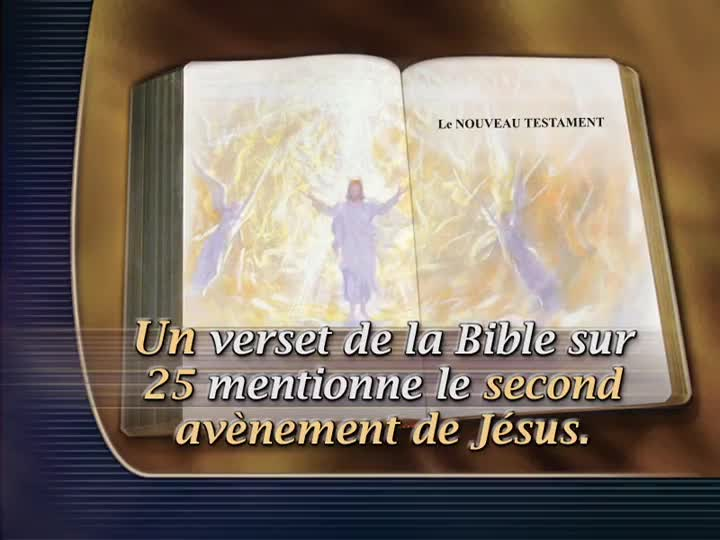 Le NOUVEAU TESTAMENT
Un verset de la Bible sur
25 mentionne le second
avènement de Jésus.